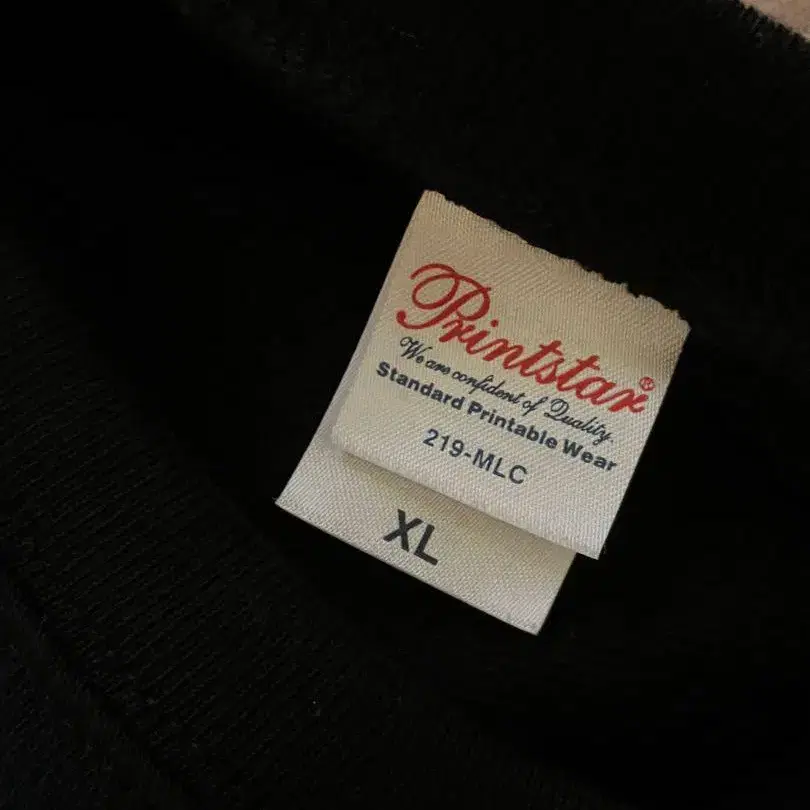 Printstar®
We are confident of Quality
Standard Printable Wear
219-MLC
XL